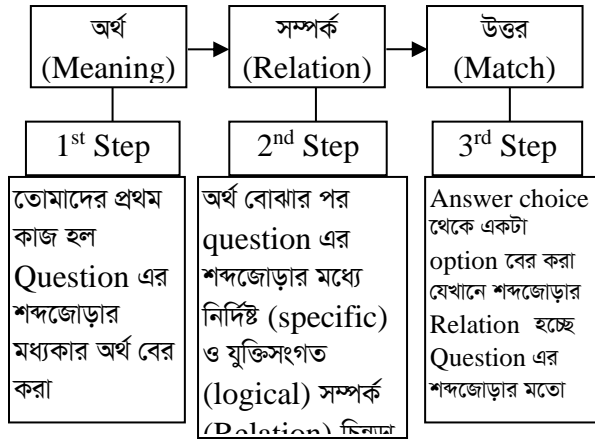 অর্থ
(Meaning)
সম্পর্ক
(Relation)
উত্তর
(Match)
1st Step
2nd Step
3rd Step
তোমাদের প্রথম
কাজ হল
Question এর
শব্দজোড়ার
মধ্যকার অর্থ বের
করা
অর্থ বোঝার পর
question এর
শব্দজোড়ার মধ্যে
নির্দিষ্ট (specific)
ও যুক্তিসংগত
(logical) সম্পর্ক
(Relation)
Answer choice
থেকে একটা
option বের করা
যেখানে শব্দজোড়ার
Relation হচ্ছে
Question এর
শব্দজোড়ার মতো